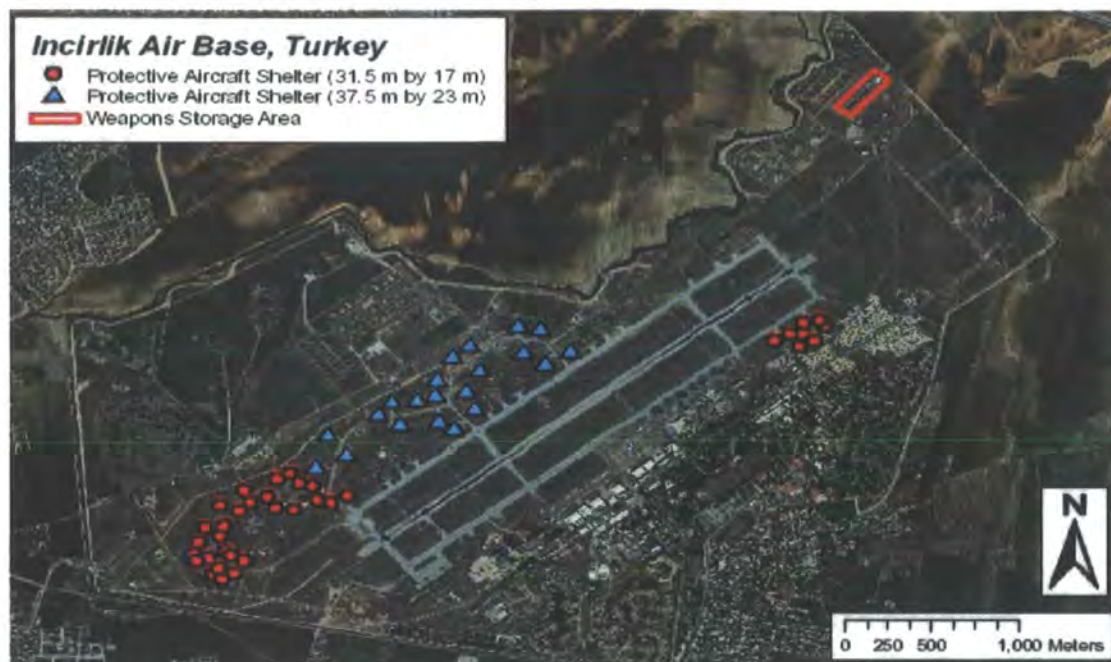 Incirlik Air Base, Turkey
Protective Aircraft Shelter (31.5 m by 17 m)
Protective Aircraft Shelter (37.5 m by 23 m)
Weapons Storage Area
N
0 250 500 1,000 Meters